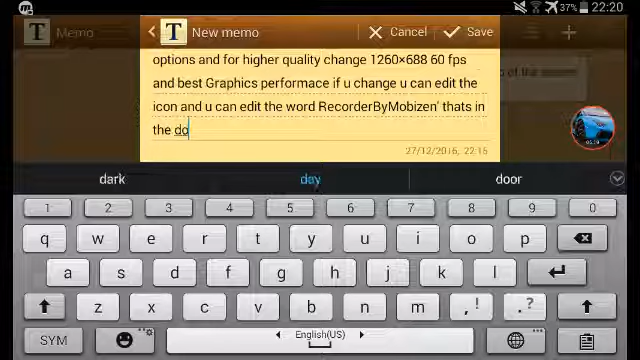 37% 22:20
T Memo
T New memo Cancel Save
options and for higher quality change 1260×688 60 fps
and best Graphics performace if u change u can edit the
icon and u can edit the word RecorderByMobizen' thats in
the do
27/12/2016, 22:15
dark day door
1 2 3 4 5 6 7 8 9 0
q w e r t y u i o p
a s d f g h j k l
z x c v b n m , ! . ?
SYM English(US)